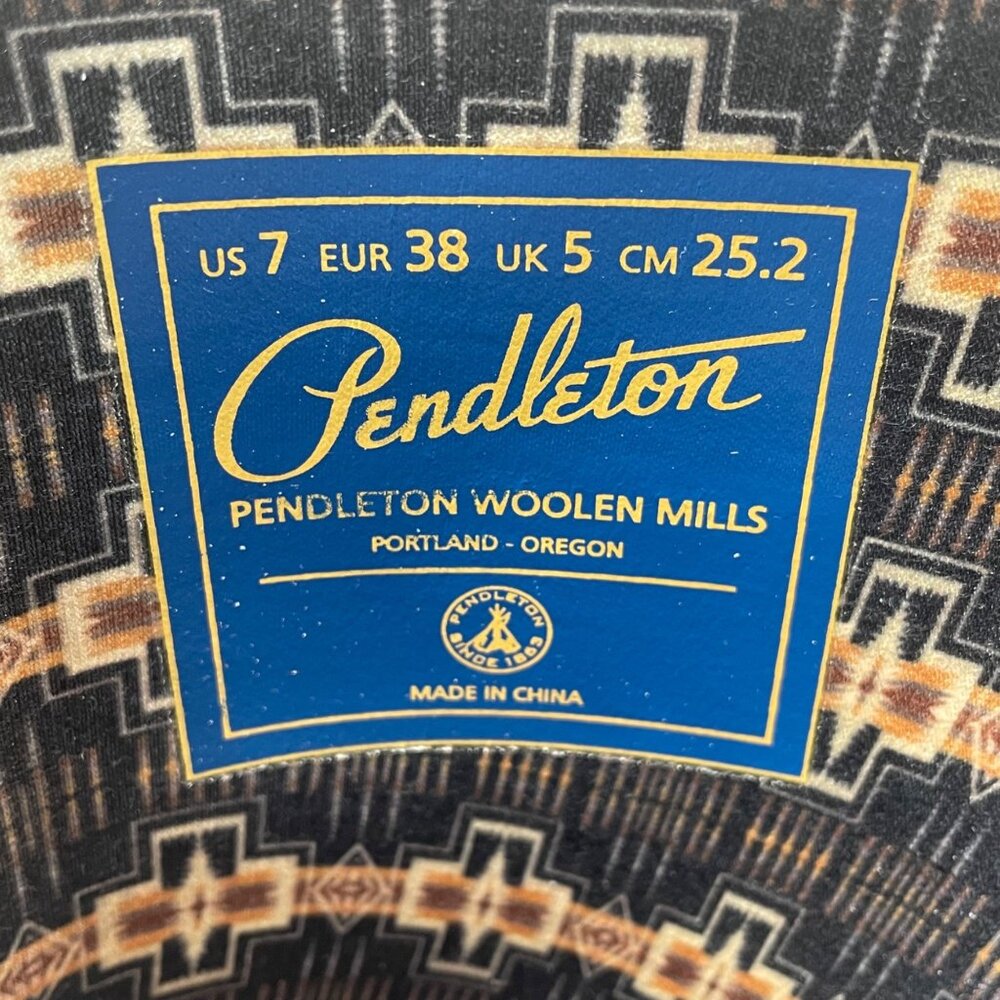 US 7 EUR 38 UK 5 CM 25.2
Pendleton
PENDLETON WOOLEN MILLS
PORTLAND - OREGON
PENDLETON
SINCE 1863
MADE IN CHINA